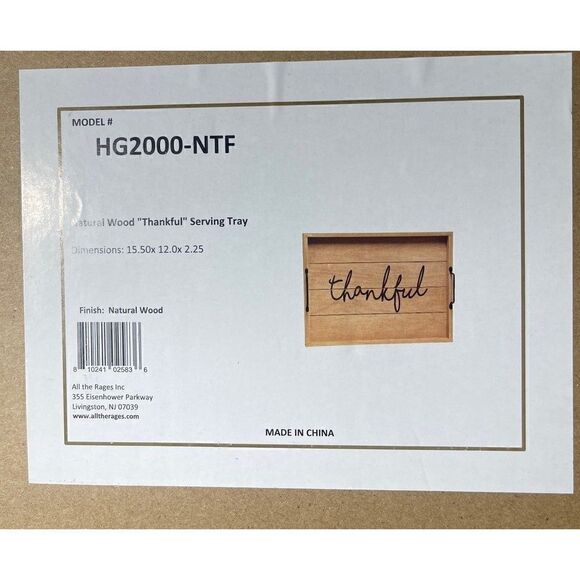 MODEL #
HG2000-NTF
Natural Wood "Thankful" Serving Tray
Dimensions: 15.50x 12.0x 2.25
thankful
Finish: Natural Wood
8 10241 02583 6
All the Rages Inc
355 Eisenhower Parkway
Livingston, NJ 07039
www.alltherages.com
MADE IN CHINA